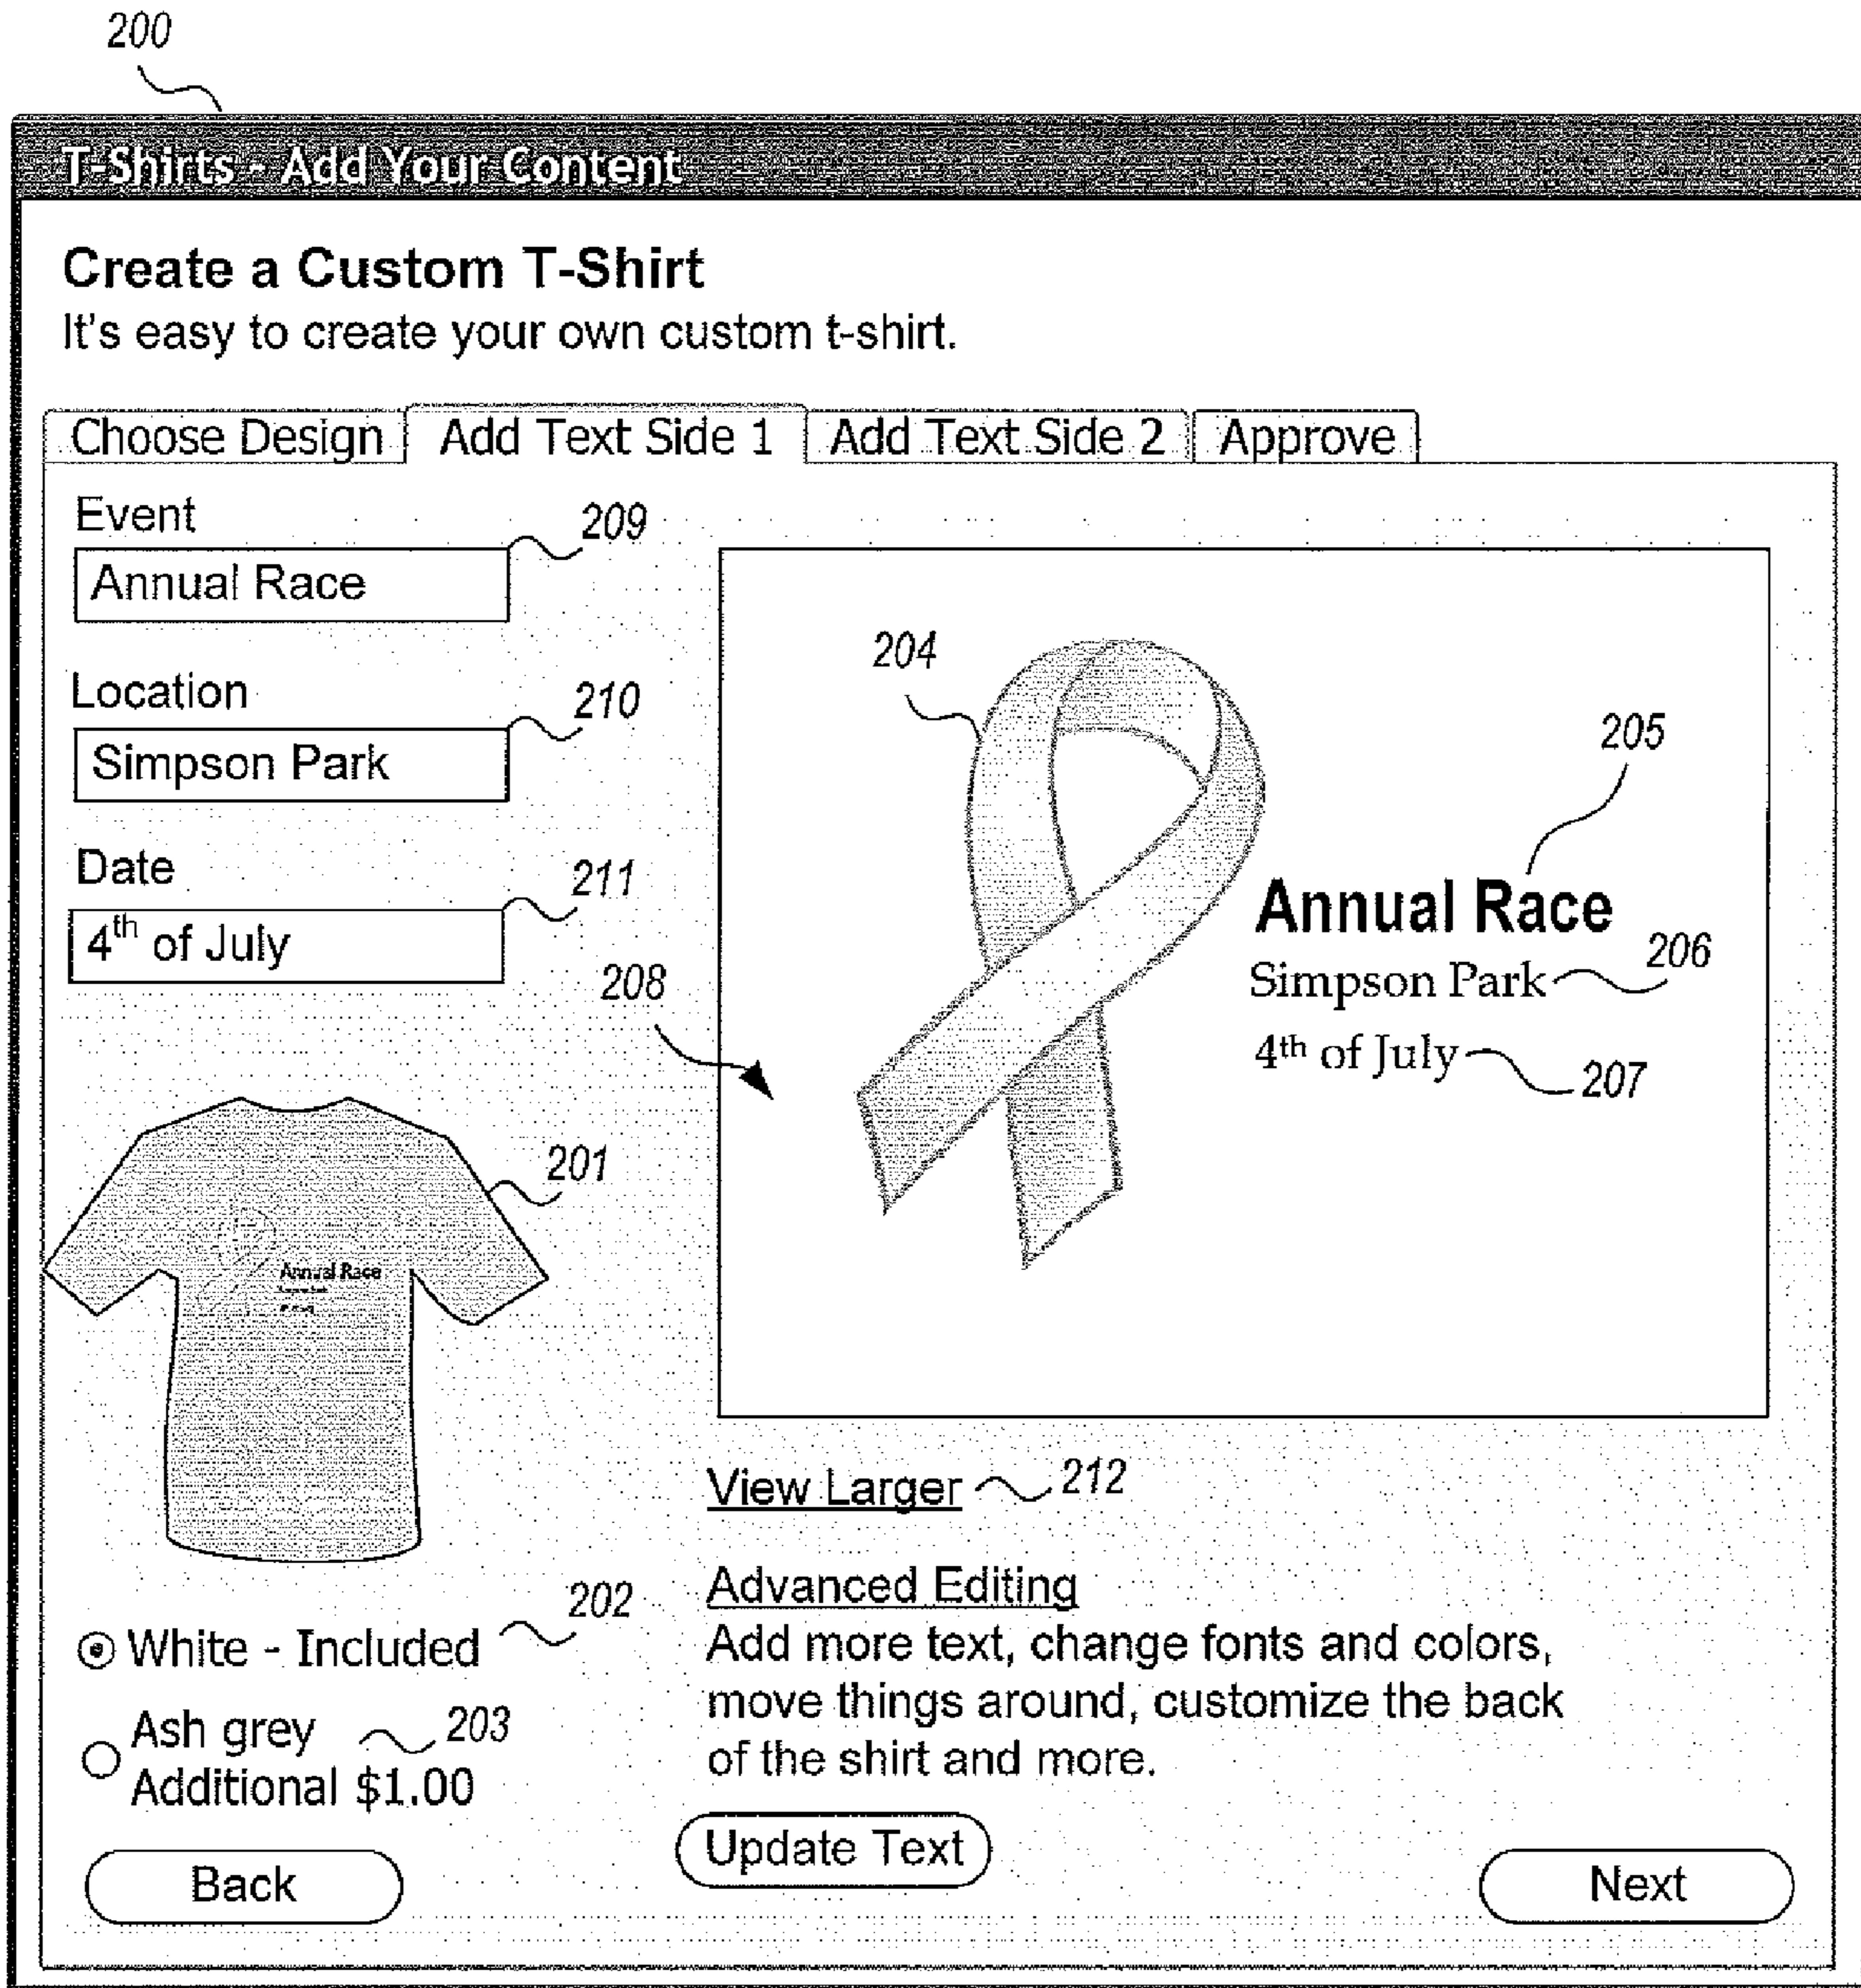 200
T-Shirts - Add Your Content
Create a Custom T-Shirt
It's easy to create your own custom t-shirt.
Choose Design Add Text Side 1 Add Text Side 2 Approve
Event
209
Annual Race
Location
210
Simpson Park
Date
211
4th of July
208
204
205
Annual Race
Simpson Park 206
4th of July 207
201
Annual Race
View Larger 212
Advanced Editing
Add more text, change fonts and colors,
move things around, customize the back
of the shirt and more.
202
White - Included
Ash grey 203
Additional $1.00
Update Text
Back
Next